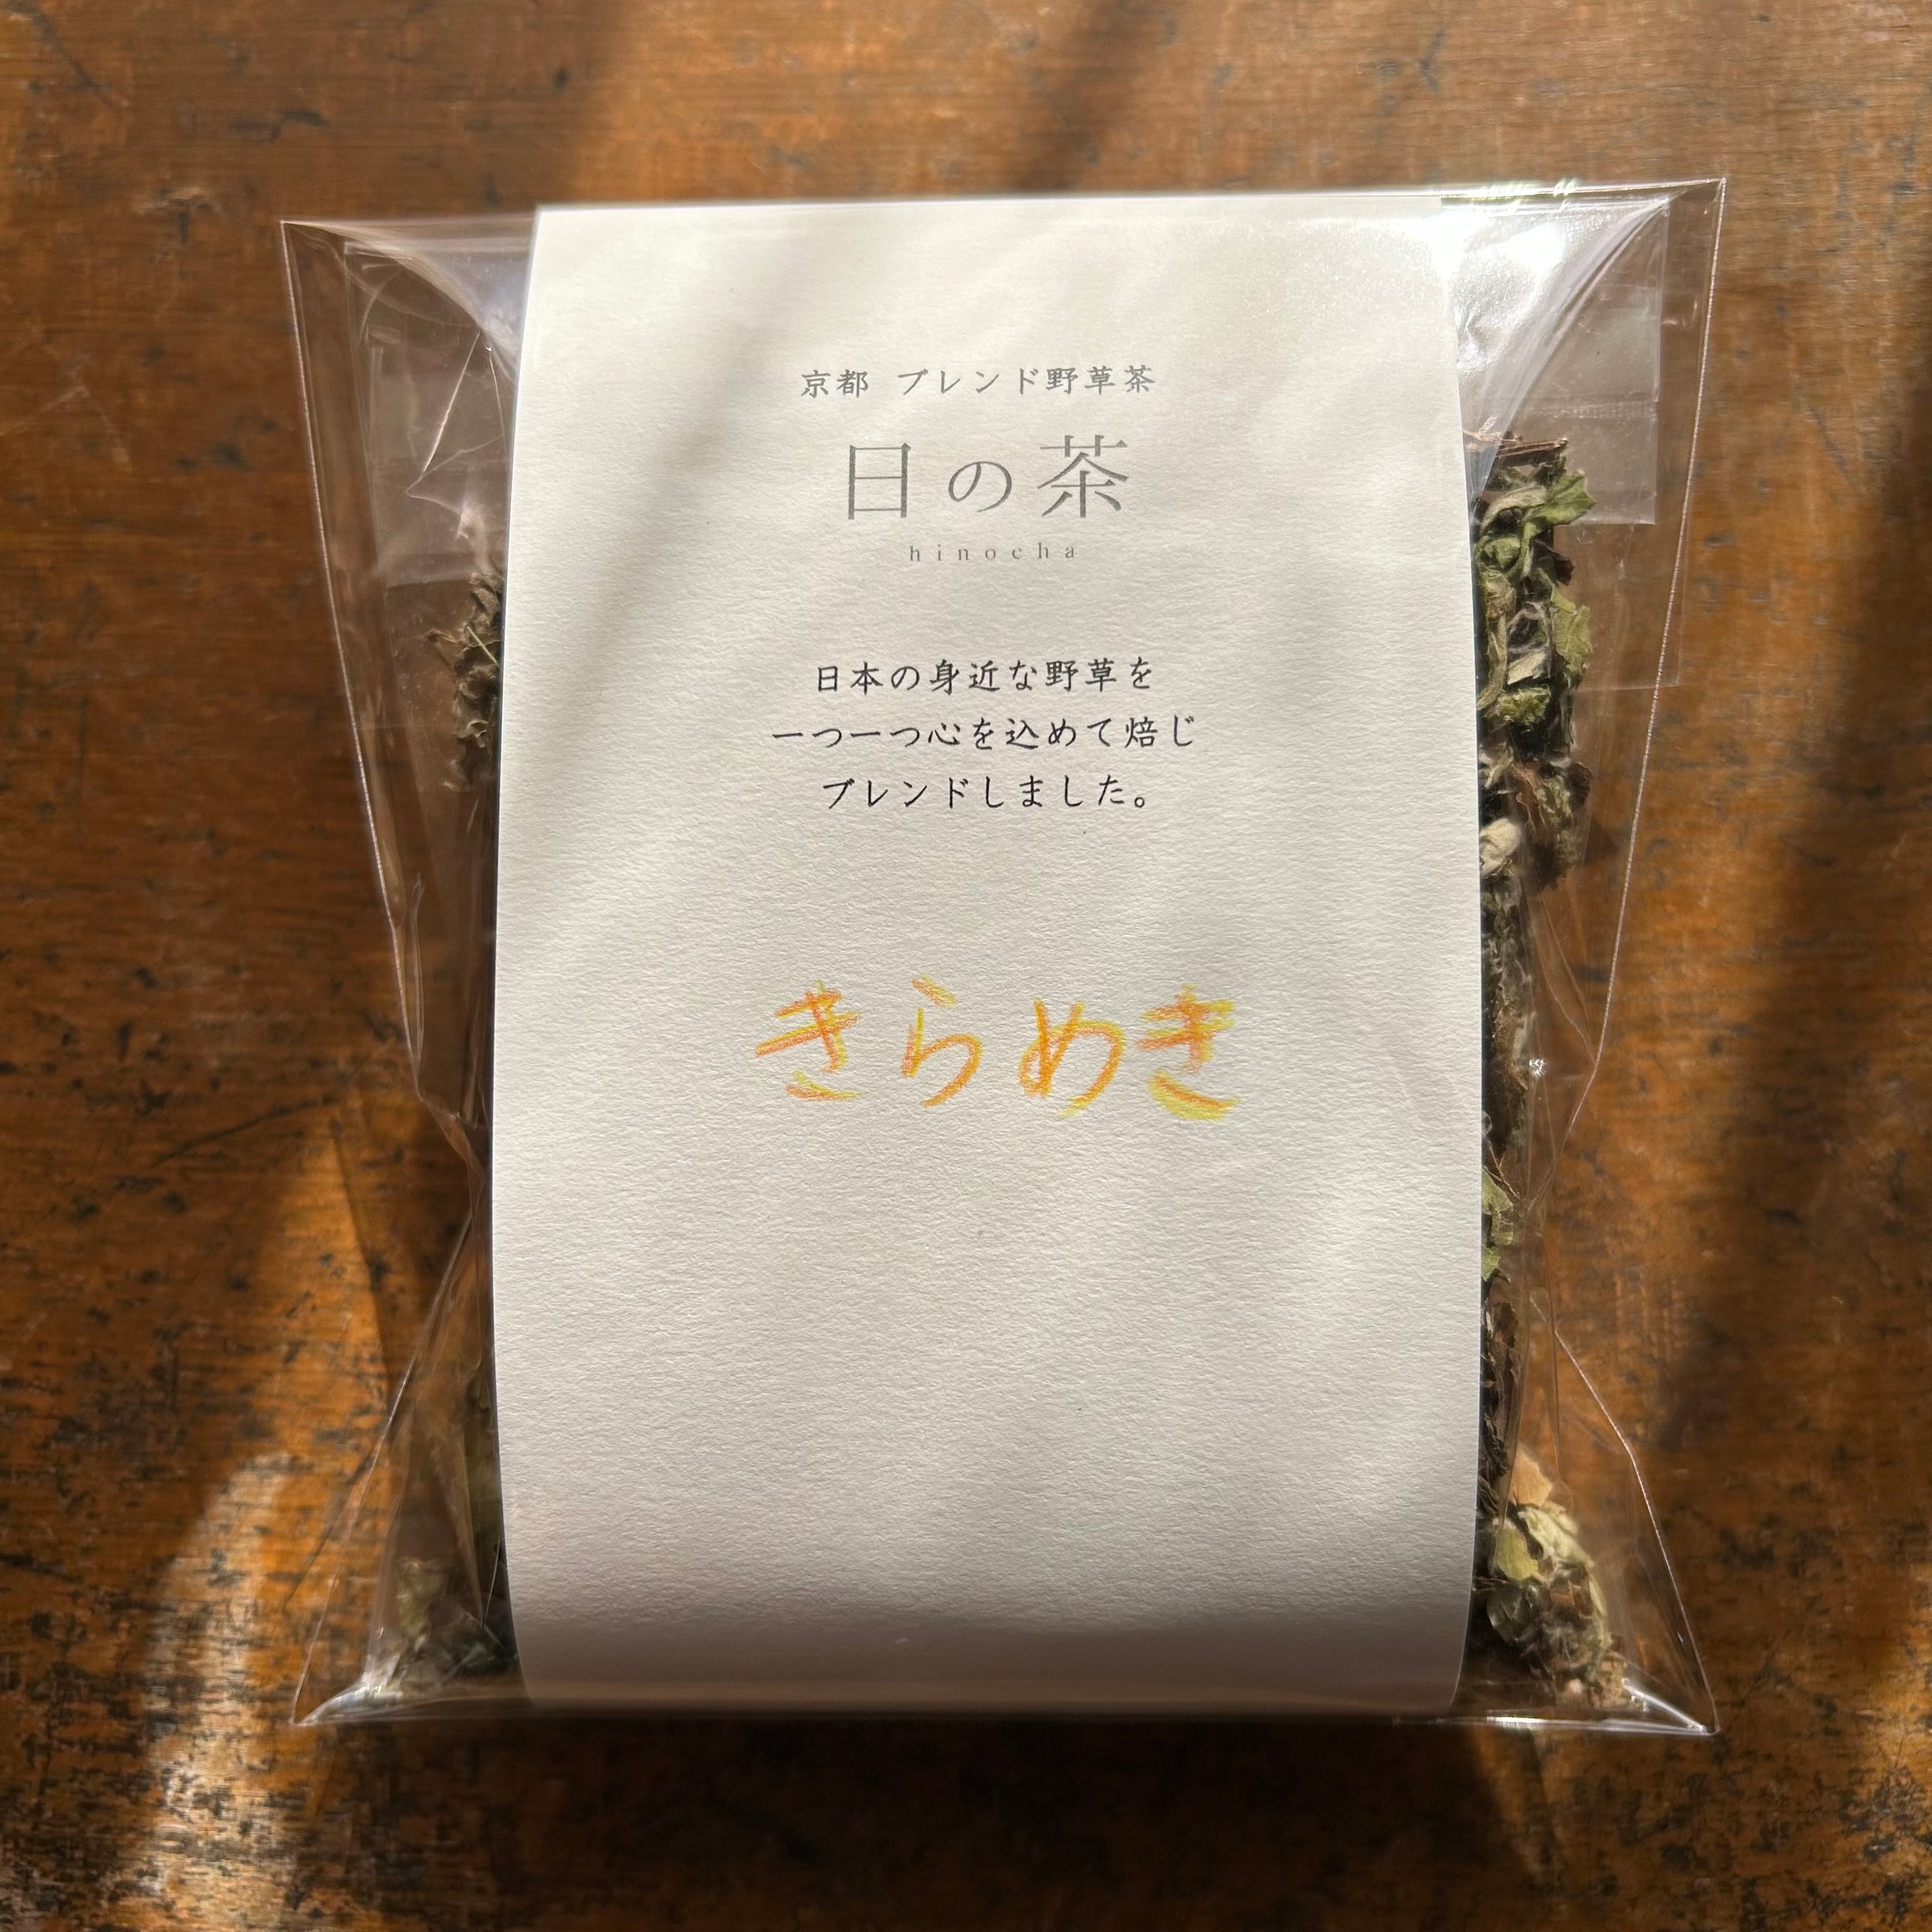 京都 ブレンド野草茶
日の茶
hinocha
日本の身近な野草を
一つ一つ心を込めて焙じ
ブレンドしました。
きらめき